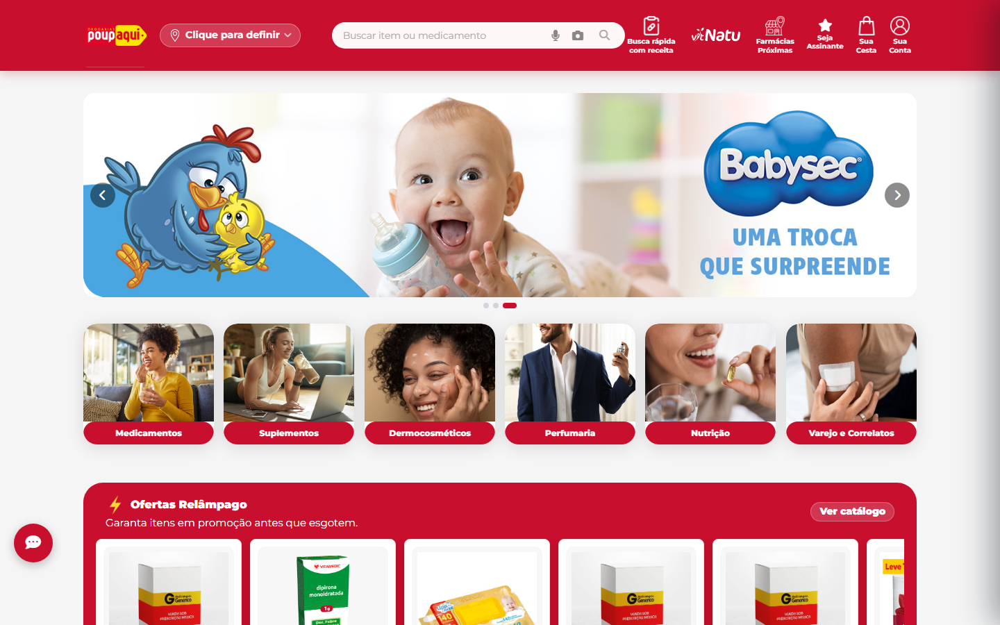 DROGARIAS
poupaqui
Clique para definir
Buscar item ou medicamento
Busca rápida
com receita
vitNatu
Farmácias
Próximas
Seja
Assinante
Sua
Cesta
Sua
Conta
Babysec
UMA TROCA
QUE SURPREENDE
Medicamentos
Suplementos
Dermocosméticos
Perfumaria
Nutrição
Varejo e Correlatos
Ofertas Relâmpago
Garanta itens em promoção antes que esgotem.
Ver catálogo
G Medicamento
Genérico
VENDA SOB
PRESCRIÇÃO MÉDICA
VITAMEDIC
dipirona
monoidratada
1g
Dor, Febre
140
140
G Medicamento
Genérico
VENDA SOB
PRESCRIÇÃO MÉDICA
G Medicamento
Genérico
VENDA SOB
PRESCRIÇÃO MÉDICA
Leve